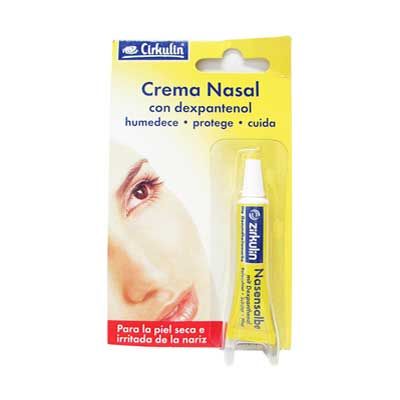 Cirkulin
Crema Nasal
con dexpantenol
humedece • protege • cuida
zirkulin
Nasensalbe
mit Dexpanthenol
Para la piel seca e
irritada de la nariz